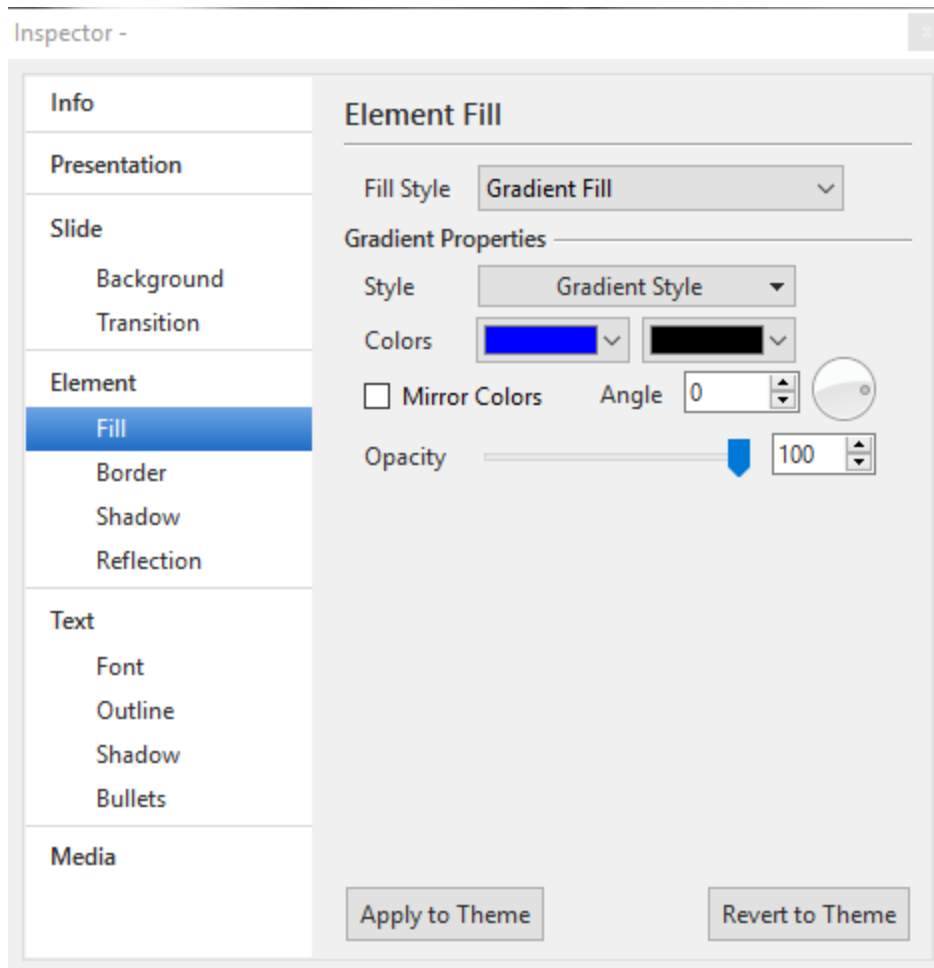 Inspector -
Info
Presentation
Slide
Background
Transition
Element
Fill
Border
Shadow
Reflection
Text
Font
Outline
Shadow
Bullets
Media
Element Fill
Fill Style Gradient Fill
Gradient Properties
Style Gradient Style
Colors
Mirror Colors Angle 0
Opacity 100
Apply to Theme Revert to Theme